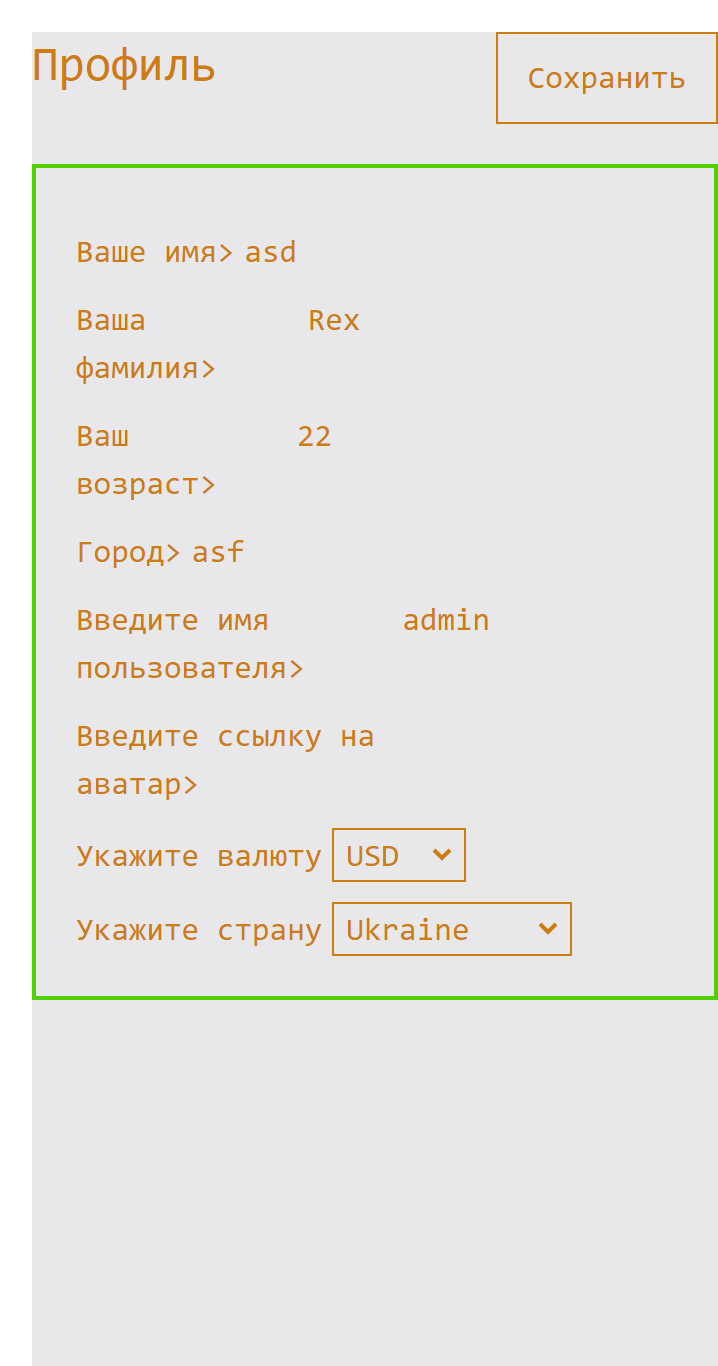 Профиль
Сохранить
Ваше имя> asd
Ваша Rex
фамилия>
Ваш 22
возраст>
Город> asf
Введите имя admin
пользователя>
Введите ссылку на
аватар>
Укажите валюту USD
Укажите страну Ukraine